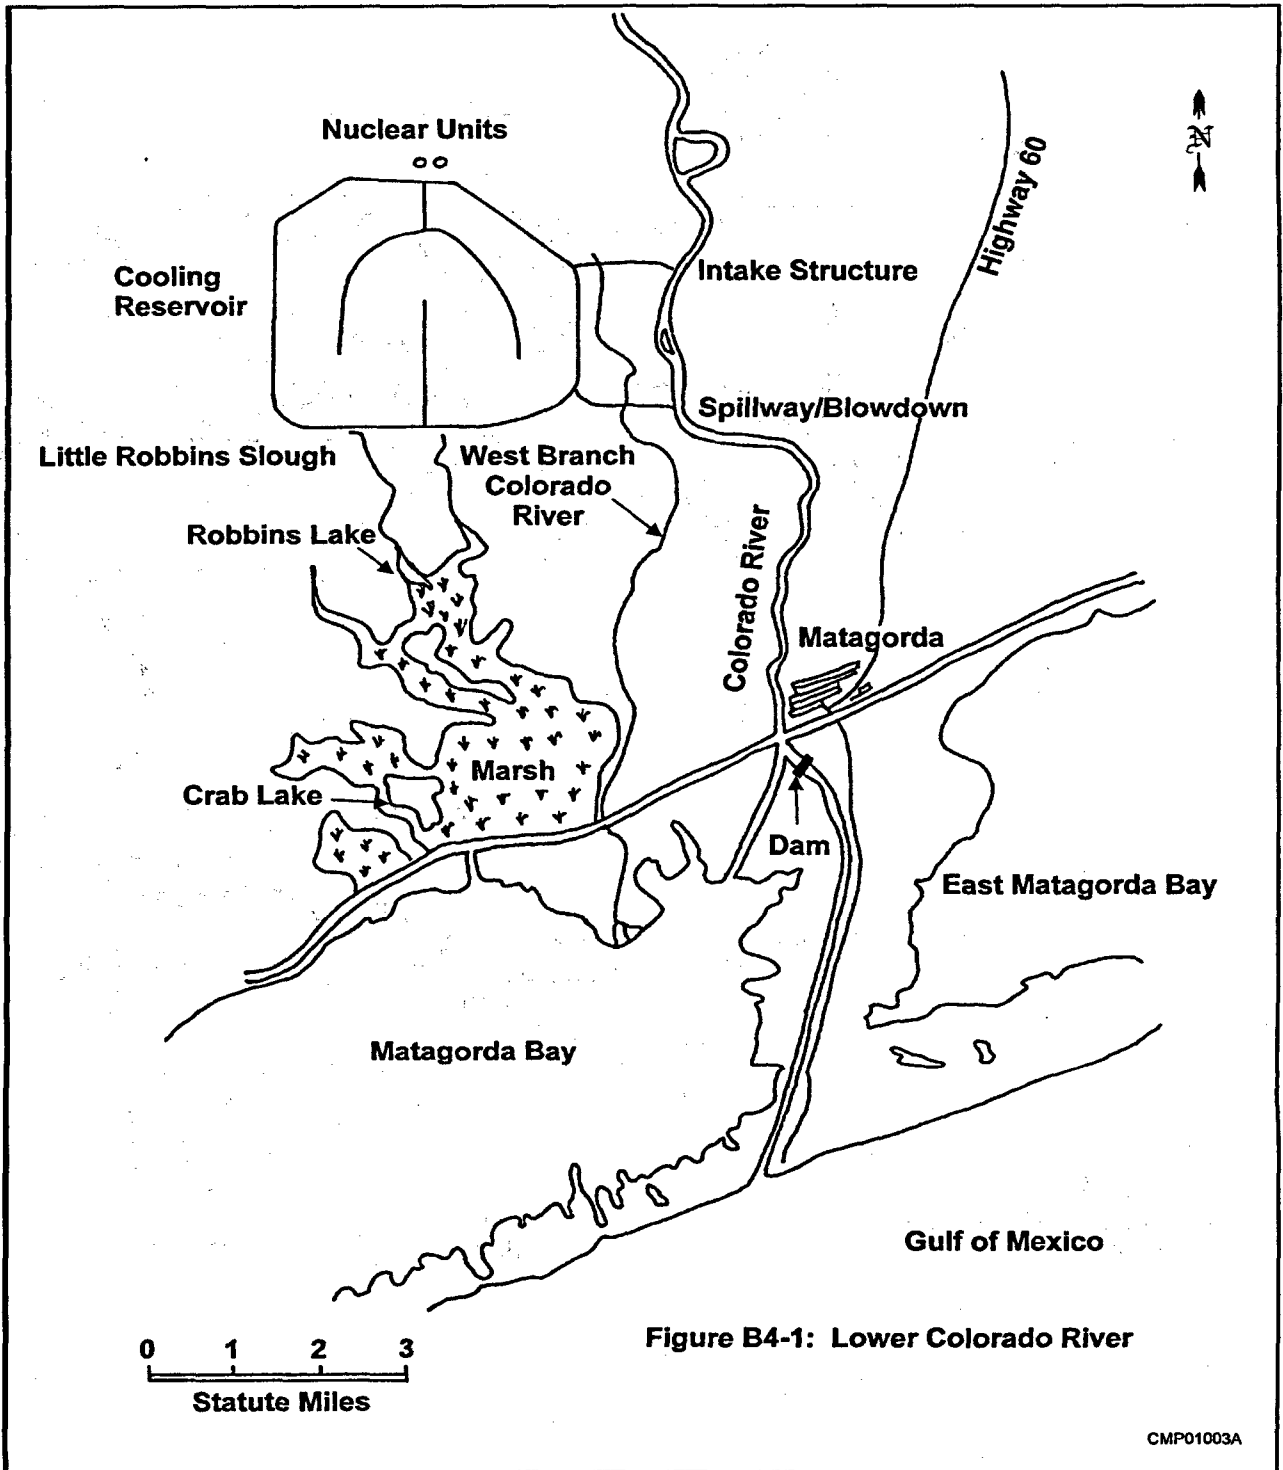 Nuclear Units
N
Highway 60
Cooling
Reservoir
Intake Structure
Spillway/Blowdown
Little Robbins Slough
West Branch
Colorado
River
Robbins Lake
Colorado River
Matagorda
Marsh
Crab Lake
Dam
East Matagorda Bay
Matagorda Bay
Gulf of Mexico
Figure B4-1: Lower Colorado River
0 1 2 3
Statute Miles
CMP01003A